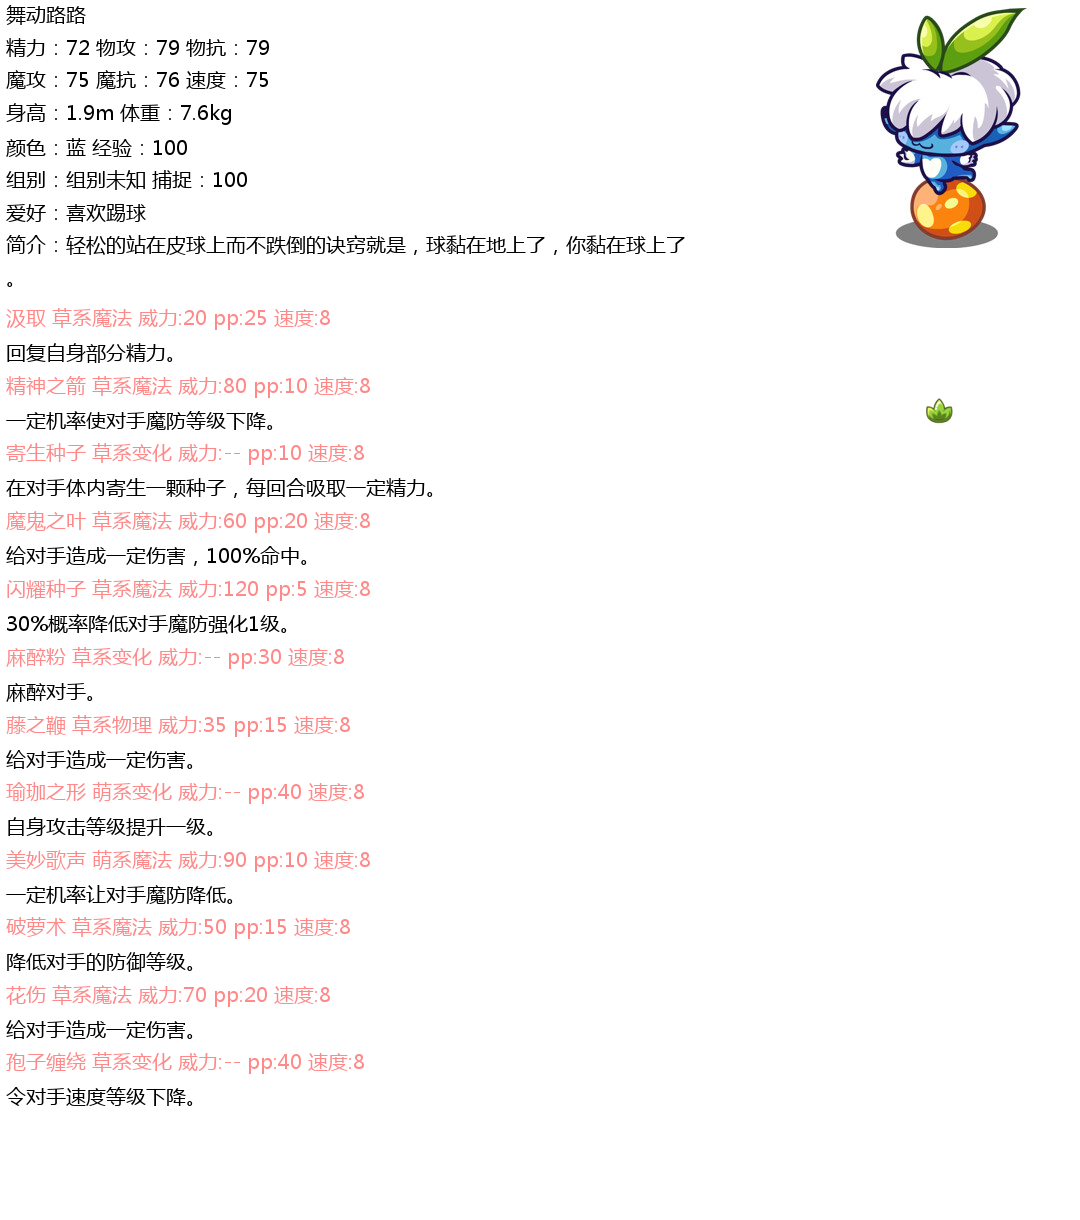 舞动路路
精力：72 物攻：79 物抗：79
魔攻：75 魔抗：76 速度：75
身高：1.9m 体重：7.6kg
颜色：蓝 经验：100
组别：组别未知 捕捉：100
爱好：喜欢踢球
简介：轻松的站在皮球上而不跌倒的诀窍就是，球黏在地上了，你黏在球上了
。
汲取 草系魔法 威力:20 pp:25 速度:8
回复自身部分精力。
精神之箭 草系魔法 威力:80 pp:10 速度:8
一定机率使对手魔防等级下降。
寄生种子 草系变化 威力:-- pp:10 速度:8
在对手体内寄生一颗种子，每回合吸取一定精力。
魔鬼之叶 草系魔法 威力:60 pp:20 速度:8
给对手造成一定伤害，100%命中。
闪耀种子 草系魔法 威力:120 pp:5 速度:8
30%概率降低对手魔防强化1级。
麻醉粉 草系变化 威力:-- pp:30 速度:8
麻醉对手。
藤之鞭 草系物理 威力:35 pp:15 速度:8
给对手造成一定伤害。
瑜珈之形 萌系变化 威力:-- pp:40 速度:8
自身攻击等级提升一级。
美妙歌声 萌系魔法 威力:90 pp:10 速度:8
一定机率让对手魔防降低。
破萝术 草系魔法 威力:50 pp:15 速度:8
降低对手的防御等级。
花伤 草系魔法 威力:70 pp:20 速度:8
给对手造成一定伤害。
孢子缠绕 草系变化 威力:-- pp:40 速度:8
令对手速度等级下降。